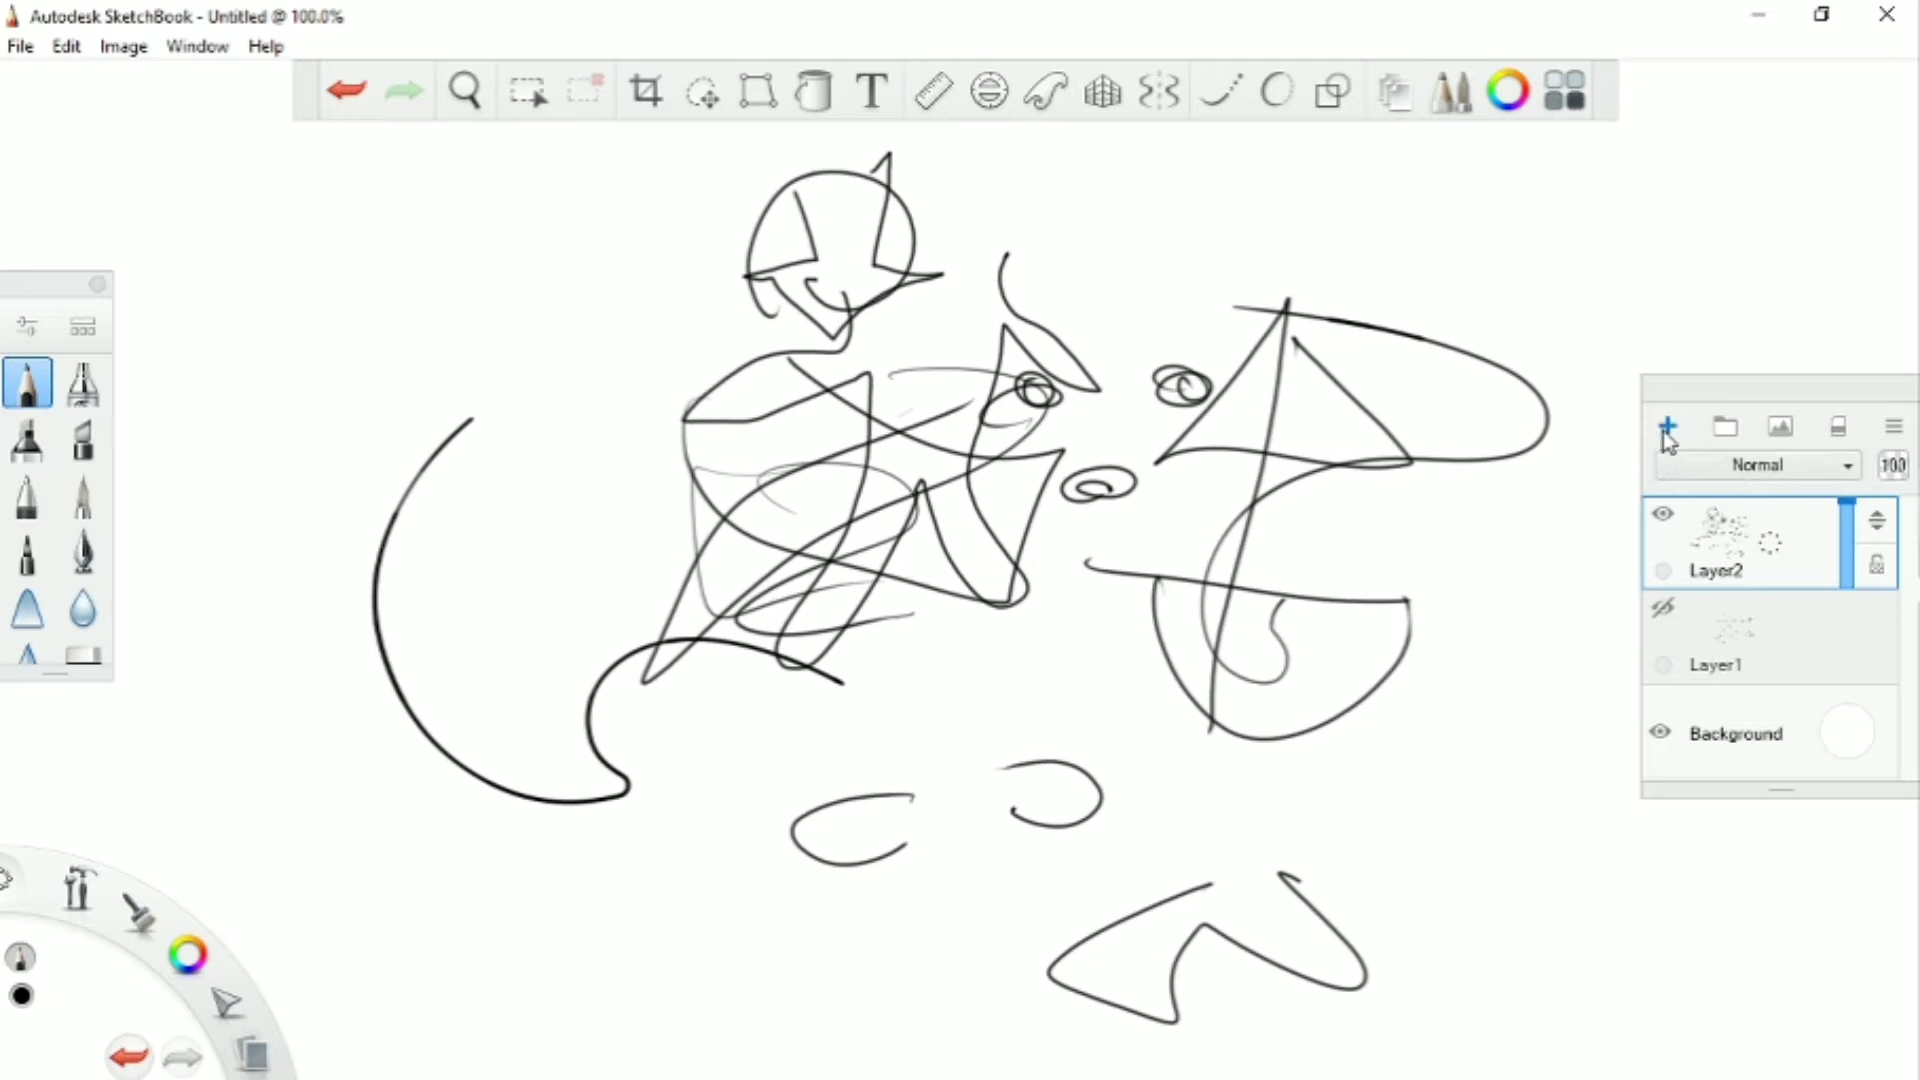 Autodesk SketchBook - Untitled @ 100.0%
File Edit Image Window Help
T
Normal 100
Layer2
Layer1
Background